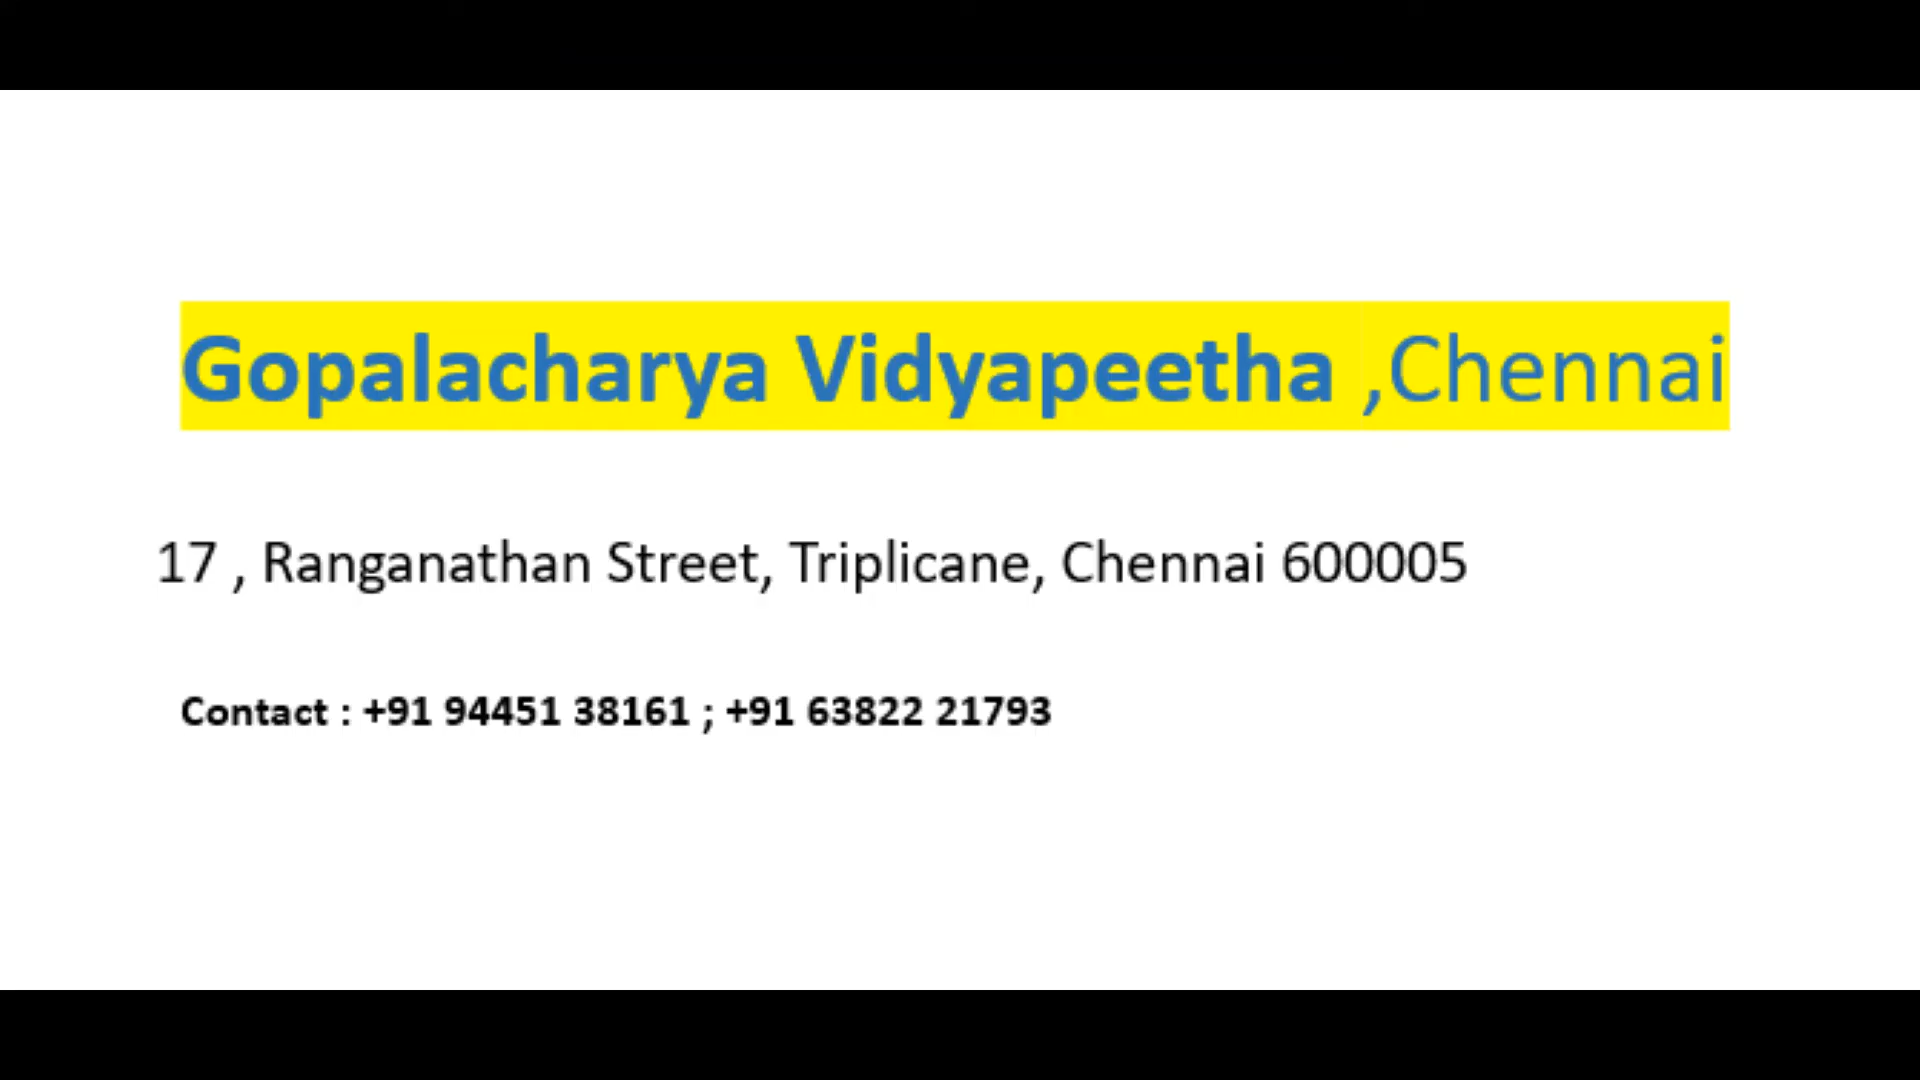 Gopalacharya Vidyapeetha ,Chennai
17 , Ranganathan Street, Triplicane, Chennai 600005
Contact : +91 94451 38161 ; +91 63822 21793